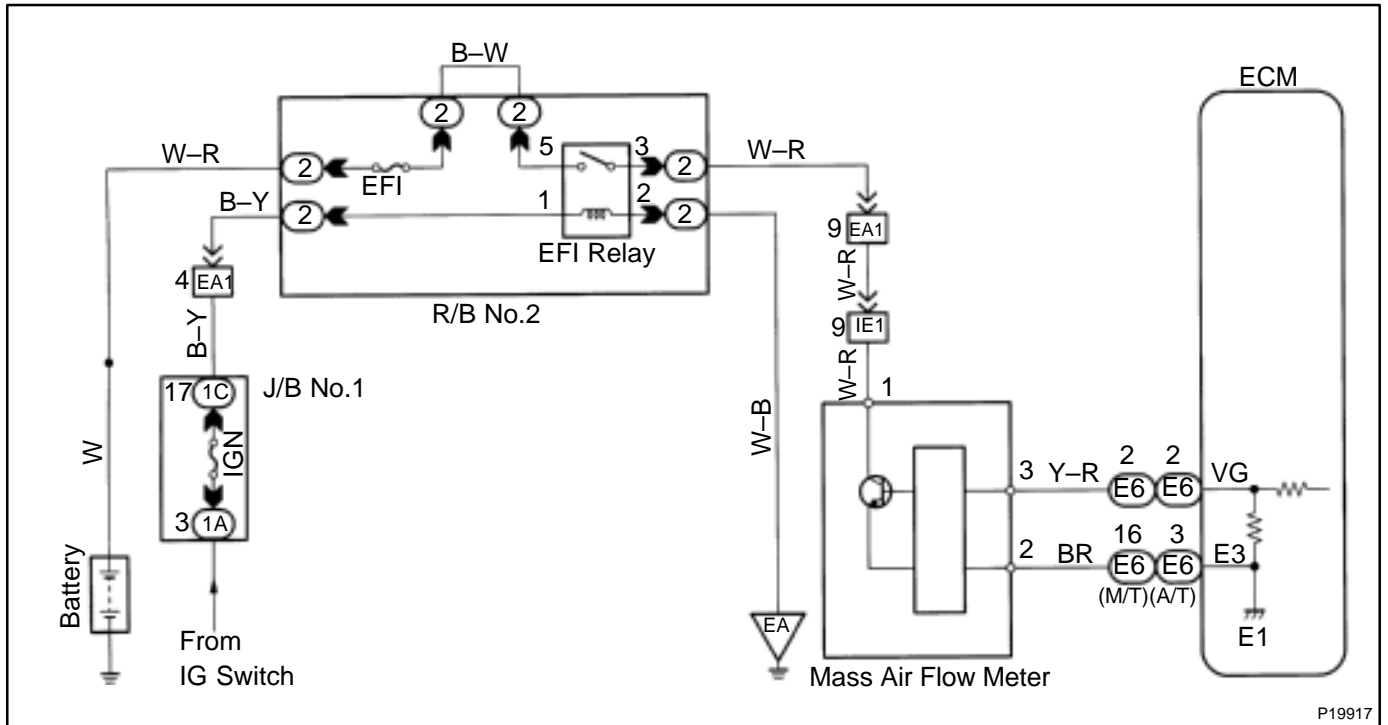 B–W
ECM
2 2
W–R 2 EFI 5 3 2 W–R
B–Y 2 1 2 2
EFI Relay
9 EA1
4 EA1
R/B No.2
W–R
B–Y
9 IE1
17 1C J/B No.1
W–R
1
W
IGN
W–B
3 Y–R 2 2 VG
E6 E6
3 1A
2 BR 16 3 E3
E6 E6
(M/T) (A/T)
Battery
EA
E1
From
IG Switch
Mass Air Flow Meter
P19917